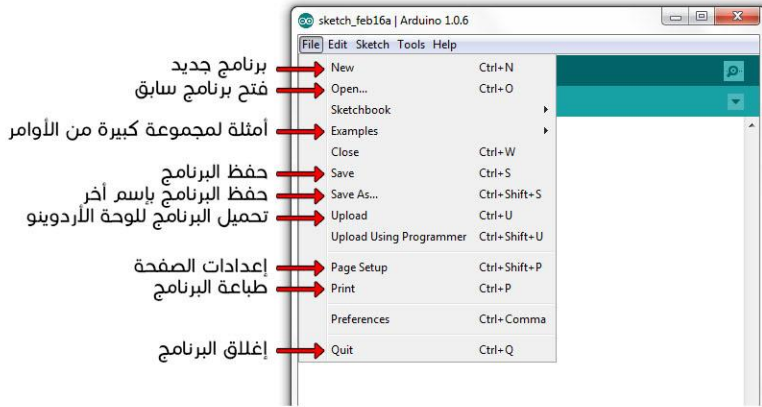 sketch_feb16a | Arduino 1.0.6
File Edit Sketch Tools Help
برنامج جديد New Ctrl+N
فتح برنامج سابق Open... Ctrl+O
Sketchbook
أمثلة لمجموعة كبيرة من الأوامر Examples
Close Ctrl+W
حفظ البرنامج Save Ctrl+S
حفظ البرنامج بإسم أخر Save As... Ctrl+Shift+S
تحميل البرنامج للوحة الأردوينو Upload Ctrl+U
Upload Using Programmer Ctrl+Shift+U
إعدادات الصفحة Page Setup Ctrl+Shift+P
طباعة البرنامج Print Ctrl+P
Preferences Ctrl+Comma
إغلاق البرنامج Quit Ctrl+Q